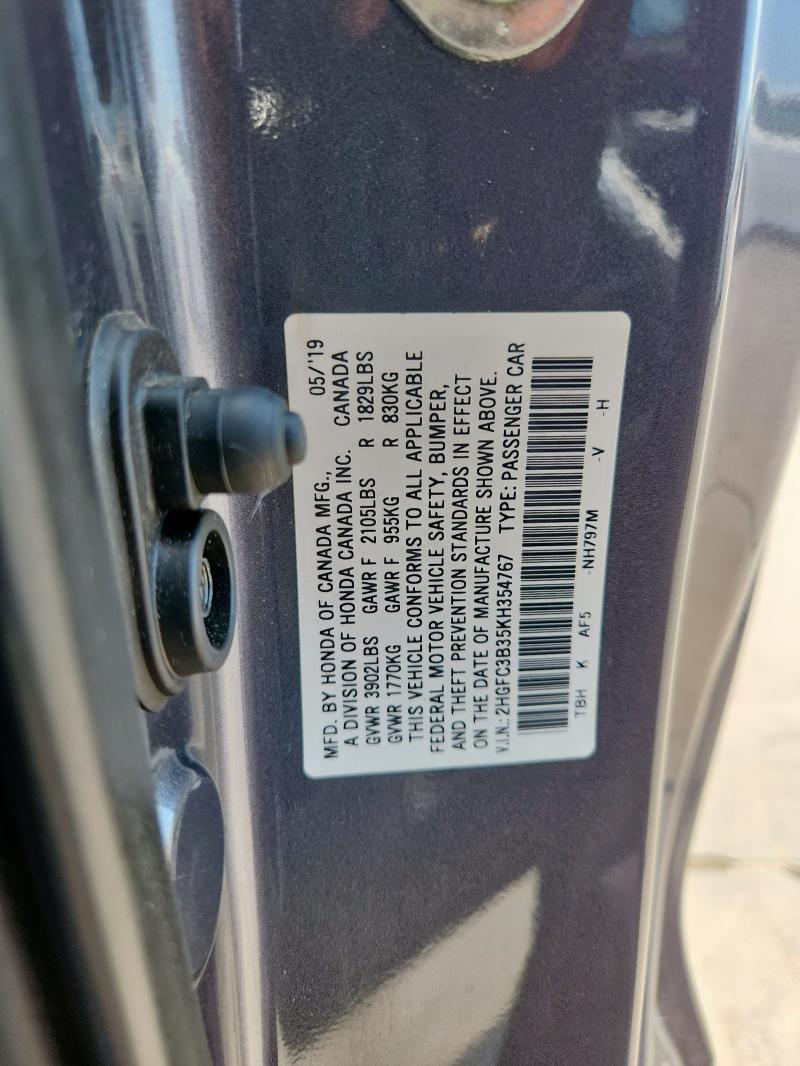 MFD. BY HONDA OF CANADA MFG., 05/'19
A DIVISION OF HONDA CANADA INC. CANADA
GVWR 3902LBS GAWR F 2105LBS R 1829LBS
GVWR 1770KG GAWR F 955KG R 830KG
THIS VEHICLE CONFORMS TO ALL APPLICABLE
FEDERAL MOTOR VEHICLE SAFETY, BUMPER,
AND THEFT PREVENTION STANDARDS IN EFFECT
ON THE DATE OF MANUFACTURE SHOWN ABOVE.
V.I.N.: 2HGFC3B35KH354767 TYPE: PASSENGER CAR
TBH K AF5 -NH797M -V -H